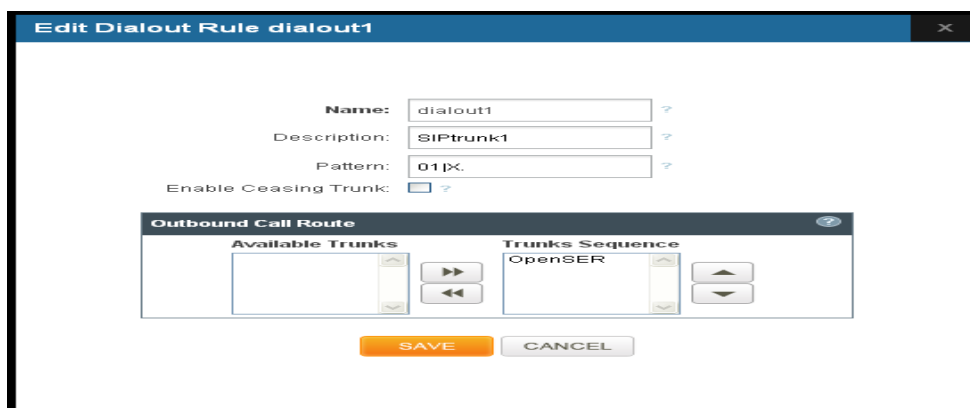 Edit Dialout Rule dialout1 ×
Name: dialout1 ?
Description: SIPtrunk1 ?
Pattern: 01|X. ?
Enable Ceasing Trunk: ?
Outbound Call Route ?
Available Trunks Trunks Sequence
OpenSER
SAVE CANCEL